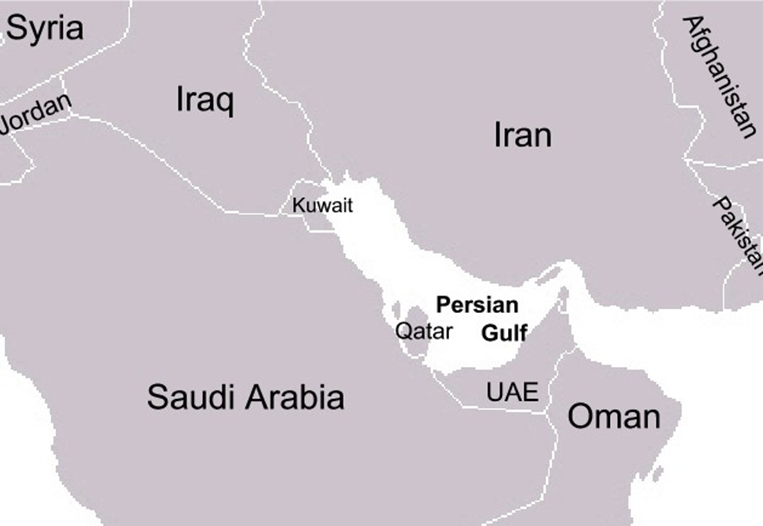 Syria
Afghanistan
Iraq
Jordan
Iran
Kuwait
Pakistan
Persian
Gulf
Qatar
UAE
Saudi Arabia
Oman